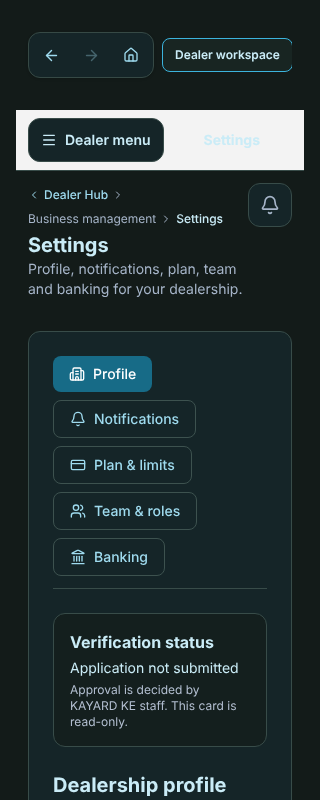 Dealer workspace
Dealer menu
Settings
Dealer Hub
Business management
Settings
Settings
Profile, notifications, plan, team
and banking for your dealership.
Profile
Notifications
Plan & limits
Team & roles
Banking
Verification status
Application not submitted
Approval is decided by
KAYARD KE staff. This card is
read-only.
Dealership profile